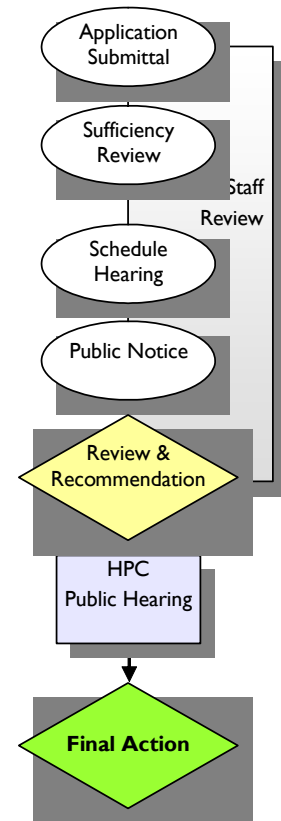 Application
Submittal
Sufficiency
Review
Staff
Review
Schedule
Hearing
Public Notice
Review &
Recommendation
HPC
Public Hearing
Final Action